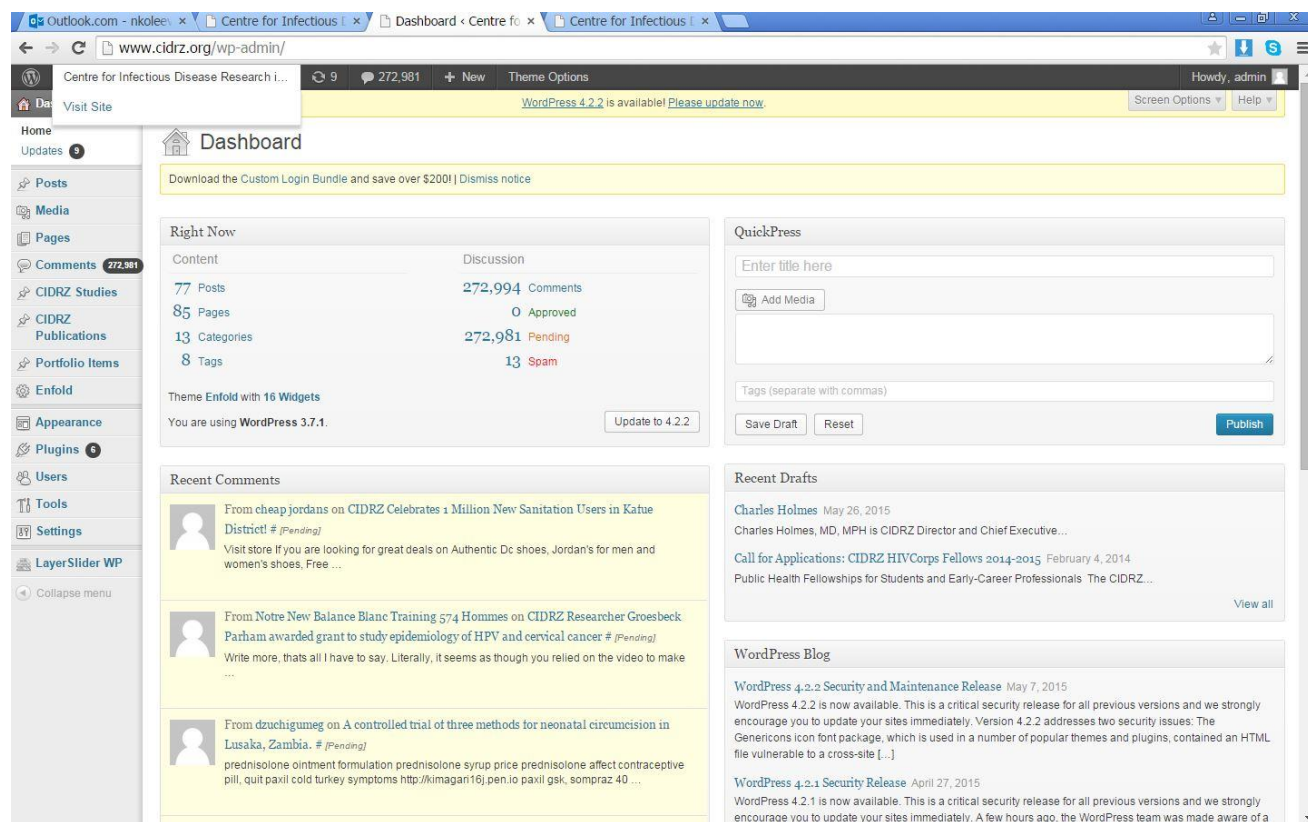 Outlook.com - nkoleev
Centre for Infectious D
Dashboard ‹ Centre fo
Centre for Infectious D
www.cidrz.org/wp-admin/
Centre for Infectious Disease Research i...
Visit Site
9
272,981
+ New
Theme Options
Howdy, admin
WordPress 4.2.2 is available! Please update now.
Screen Options
Help
Da
Home
Updates 9
Posts
Media
Pages
Comments 272,981
CIDRZ Studies
CIDRZ
Publications
Portfolio Items
Enfold
Appearance
Plugins 6
Users
Tools
Settings
LayerSlider WP
Collapse menu
Dashboard
Download the Custom Login Bundle and save over $200! | Dismiss notice
Right Now
Content
Discussion
77 Posts
272,994 Comments
85 Pages
0 Approved
13 Categories
272,981 Pending
8 Tags
13 Spam
Theme Enfold with 16 Widgets
You are using WordPress 3.7.1.
Update to 4.2.2
Recent Comments
From cheap jordans on CIDRZ Celebrates 1 Million New Sanitation Users in Kafue
District! # [Pending]
Visit store If you are looking for great deals on Authentic Dc shoes, Jordan's for men and
women's shoes, Free ...
From Notre New Balance Blanc Training 574 Hommes on CIDRZ Researcher Groesbeck
Parham awarded grant to study epidemiology of HPV and cervical cancer # [Pending]
Write more, thats all I have to say. Literally, it seems as though you relied on the video to make
...
From dzuchigumeg on A controlled trial of three methods for neonatal circumcision in
Lusaka, Zambia. # [Pending]
prednisolone ointment formulation prednisolone syrup price prednisolone affect contraceptive
pill, quit paxil cold turkey symptoms http://kimagari16j.pen.io paxil gsk, sompraz 40 ...
QuickPress
Enter title here
Add Media
Tags (separate with commas)
Save Draft
Reset
Publish
Recent Drafts
Charles Holmes May 26, 2015
Charles Holmes, MD, MPH is CIDRZ Director and Chief Executive...
Call for Applications: CIDRZ HIVCorps Fellows 2014-2015 February 4, 2014
Public Health Fellowships for Students and Early-Career Professionals The CIDRZ...
View all
WordPress Blog
WordPress 4.2.2 Security and Maintenance Release May 7, 2015
WordPress 4.2.2 is now available. This is a critical security release for all previous versions and we strongly
encourage you to update your sites immediately. Version 4.2.2 addresses two security issues: The
Genericons icon font package, which is used in a number of popular themes and plugins, contained an HTML
file vulnerable to a cross-site [...]
WordPress 4.2.1 Security Release April 27, 2015
WordPress 4.2.1 is now available. This is a critical security release for all previous versions and we strongly
encourage you to update your sites immediately. A few hours ago, the WordPress team was made aware of a